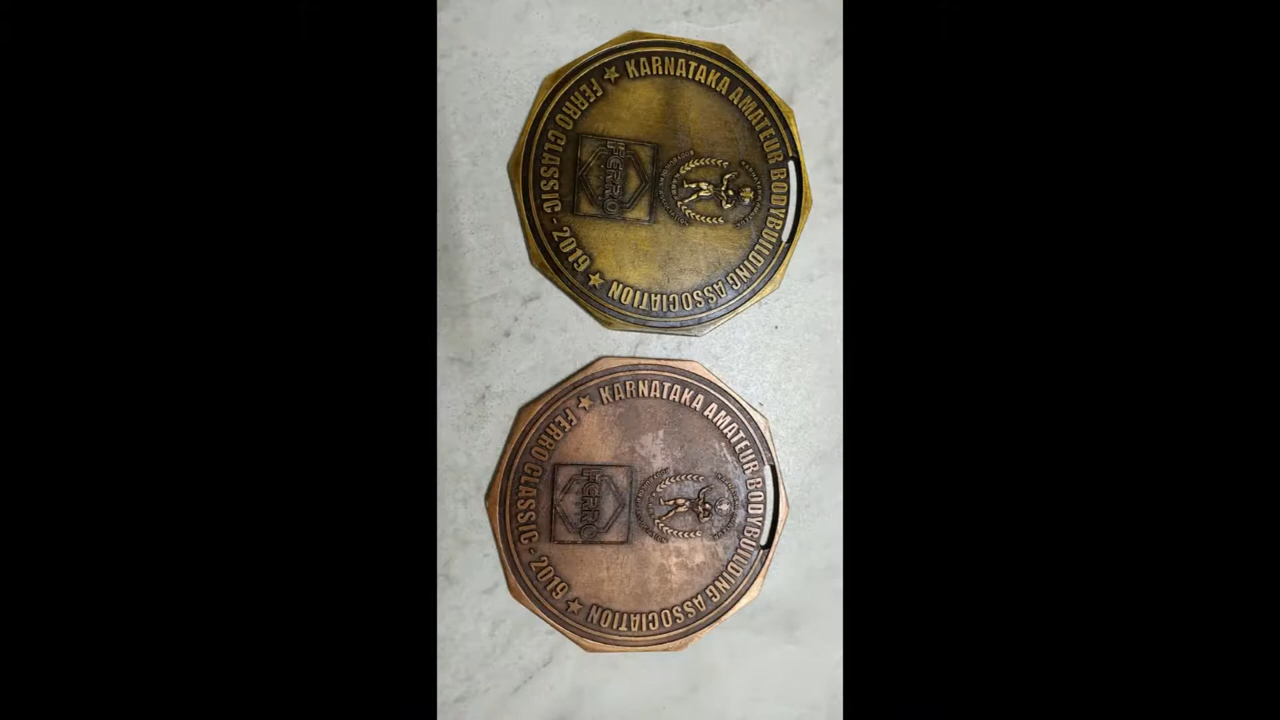 KARNATAKA AMATEUR BODYBUILDING ASSOCIATION
FERRO CLASSIC - 2019
FERRO
KARNATAKA AMATEUR BODYBUILDING ASSOCIATION
FERRO CLASSIC - 2019
FERRO